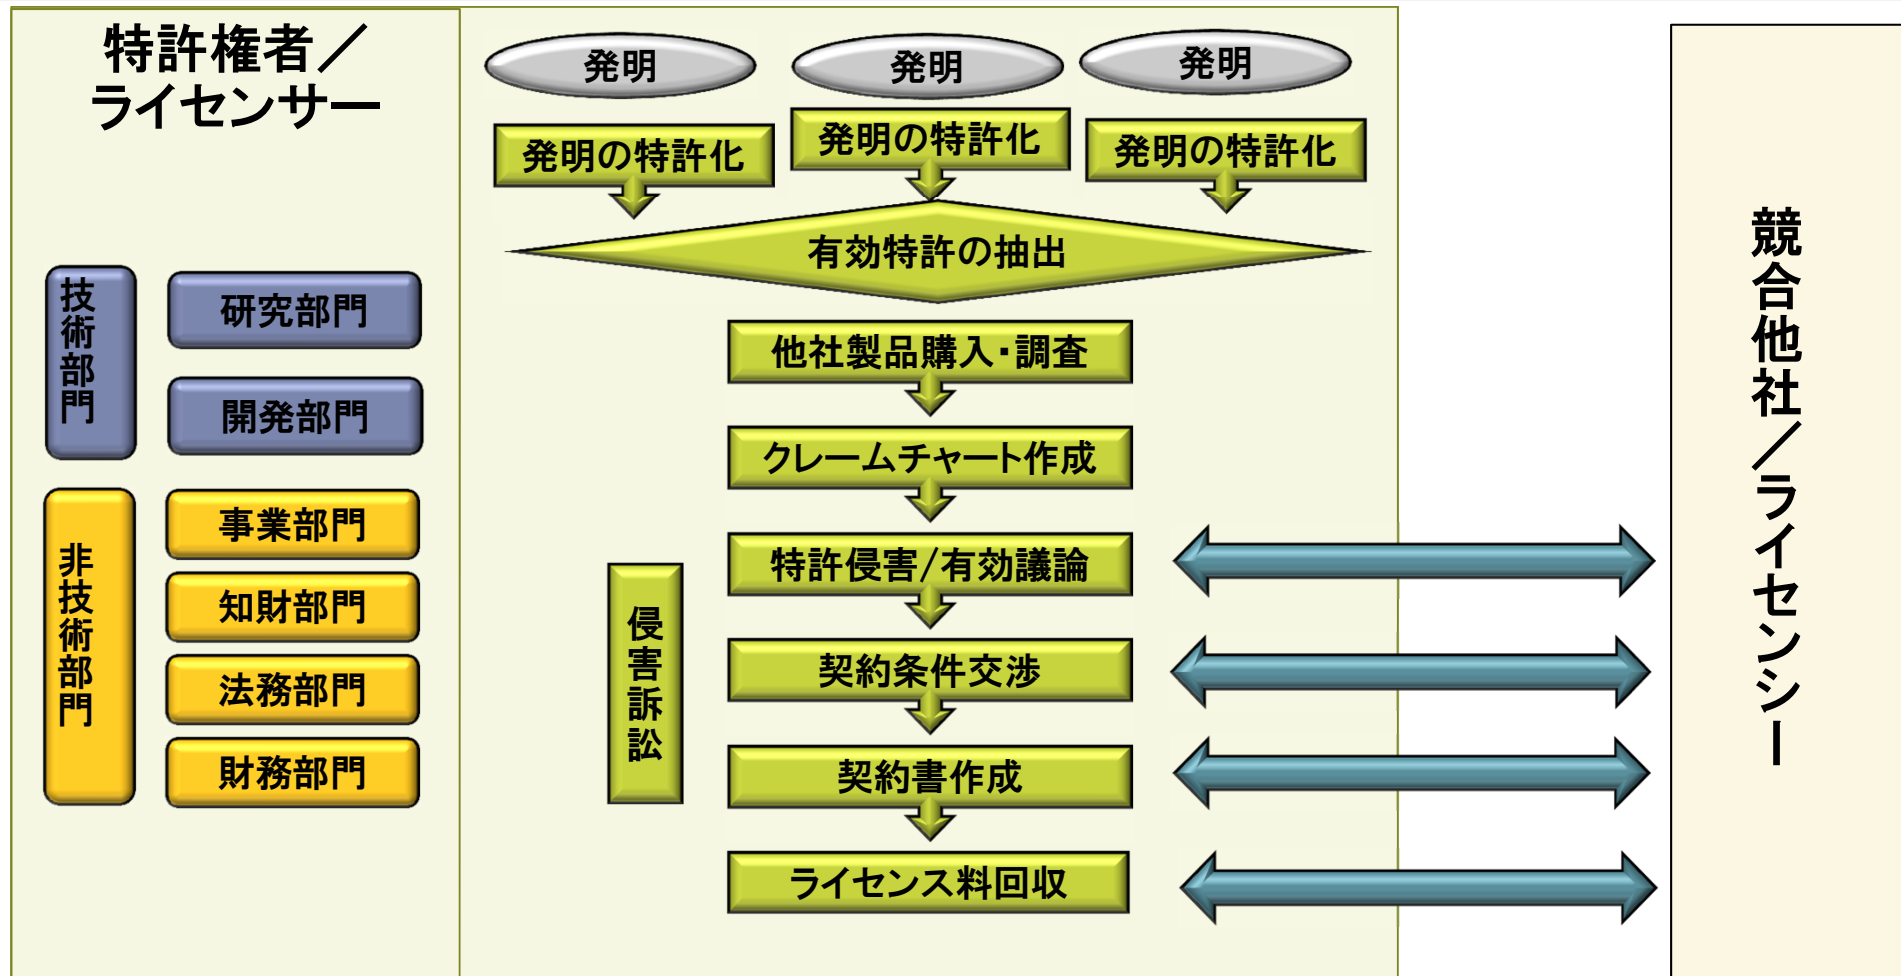 特許権者／
ライセンサー
技術部門
研究部門
開発部門
非技術部門
事業部門
知財部門
法務部門
財務部門
発明
発明
発明
発明の特許化
発明の特許化
発明の特許化
有効特許の抽出
他社製品購入・調査
クレームチャート作成
特許侵害/有効議論
契約条件交渉
契約書作成
ライセンス料回収
侵害訴訟
競合他社／ライセンシー